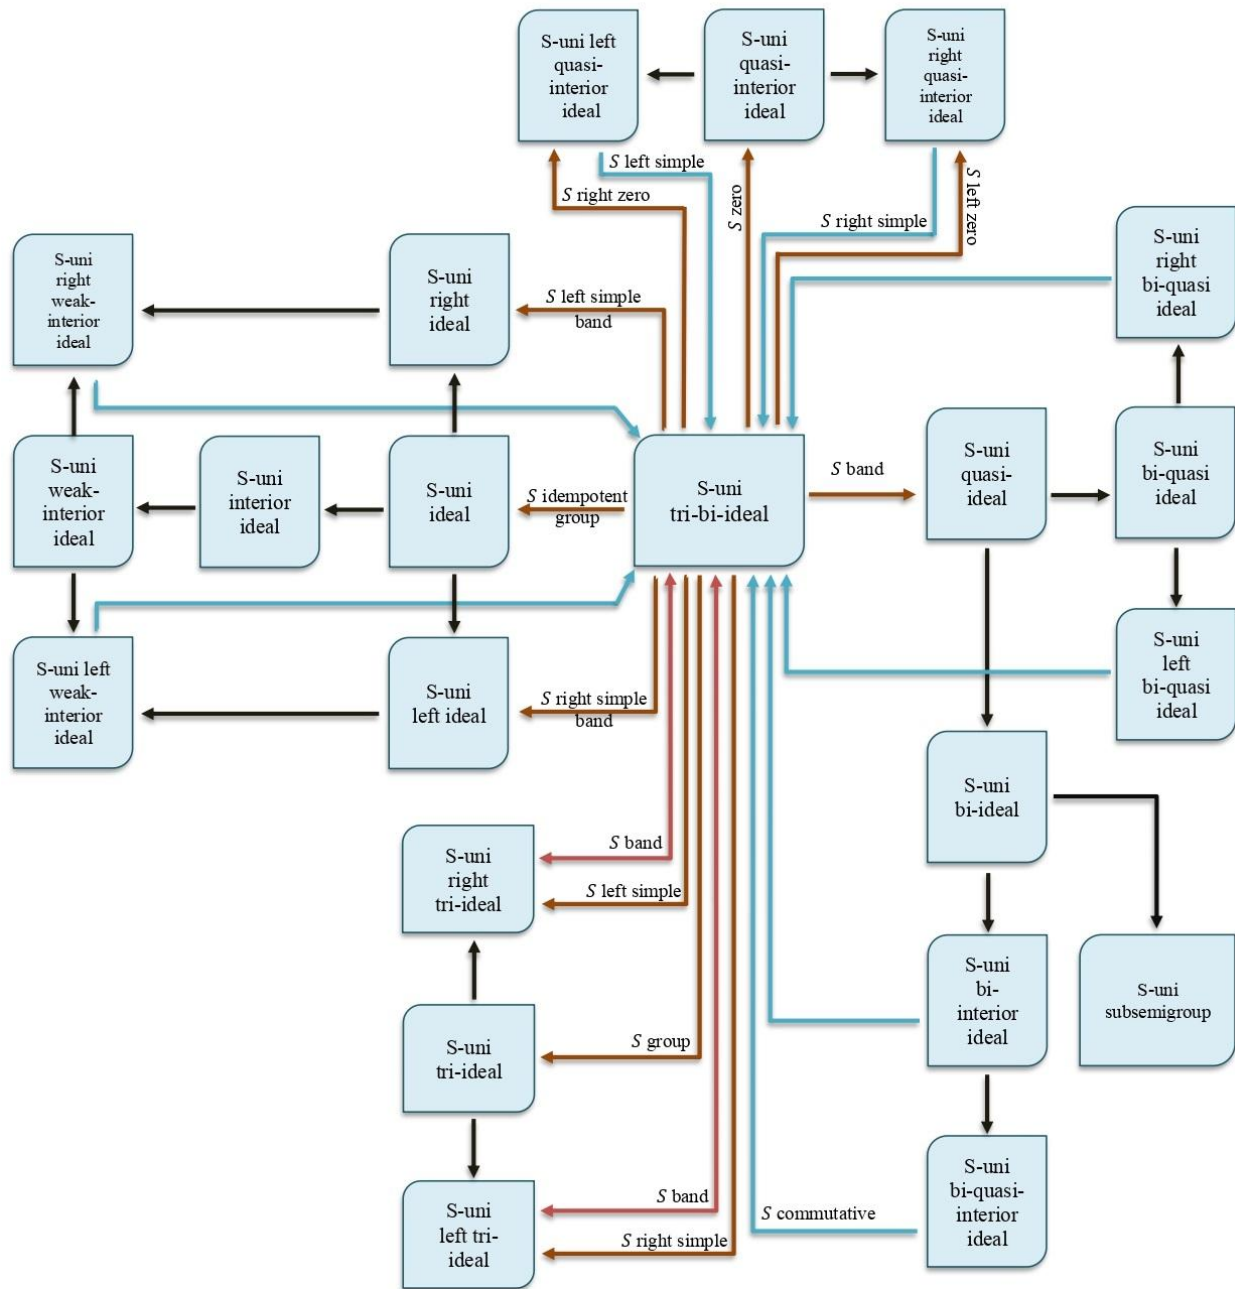 S-uni left
quasi-
interior
ideal
S-uni
quasi-
interior
ideal
S-uni
right
quasi-
interior
ideal
S left simple
S right zero
S zero
S right simple
S left zero
S-uni
right
bi-quasi
ideal
S-uni
right
weak-
interior
ideal
S-uni
right
ideal
S left simple
band
S-uni
weak-
interior
ideal
S-uni
interior
ideal
S-uni
ideal
S idempotent
group
S-uni
tri-bi-ideal
S band
S-uni
quasi-
ideal
S-uni
bi-quasi
ideal
S-uni left
weak-
interior
ideal
S-uni
left ideal
S right simple
band
S-uni
left
bi-quasi
ideal
S-uni
bi-ideal
S-uni
right
tri-ideal
S band
S left simple
S-uni
bi-
interior
ideal
S-uni
subsemigroup
S-uni
tri-ideal
S group
S-uni
left tri-
ideal
S band
S right simple
S commutative
S-uni
bi-quasi-
interior
ideal